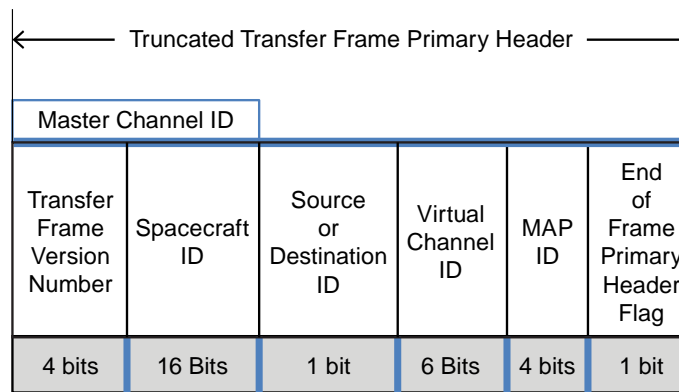 Truncated Transfer Frame Primary Header
Master Channel ID
Transfer
Frame
Version
Number
Spacecraft
ID
Source
or
Destination
ID
Virtual
Channel
ID
MAP
ID
End
of
Frame
Primary
Header
Flag
4 bits
16 Bits
1 bit
6 Bits
4 bits
1 bit